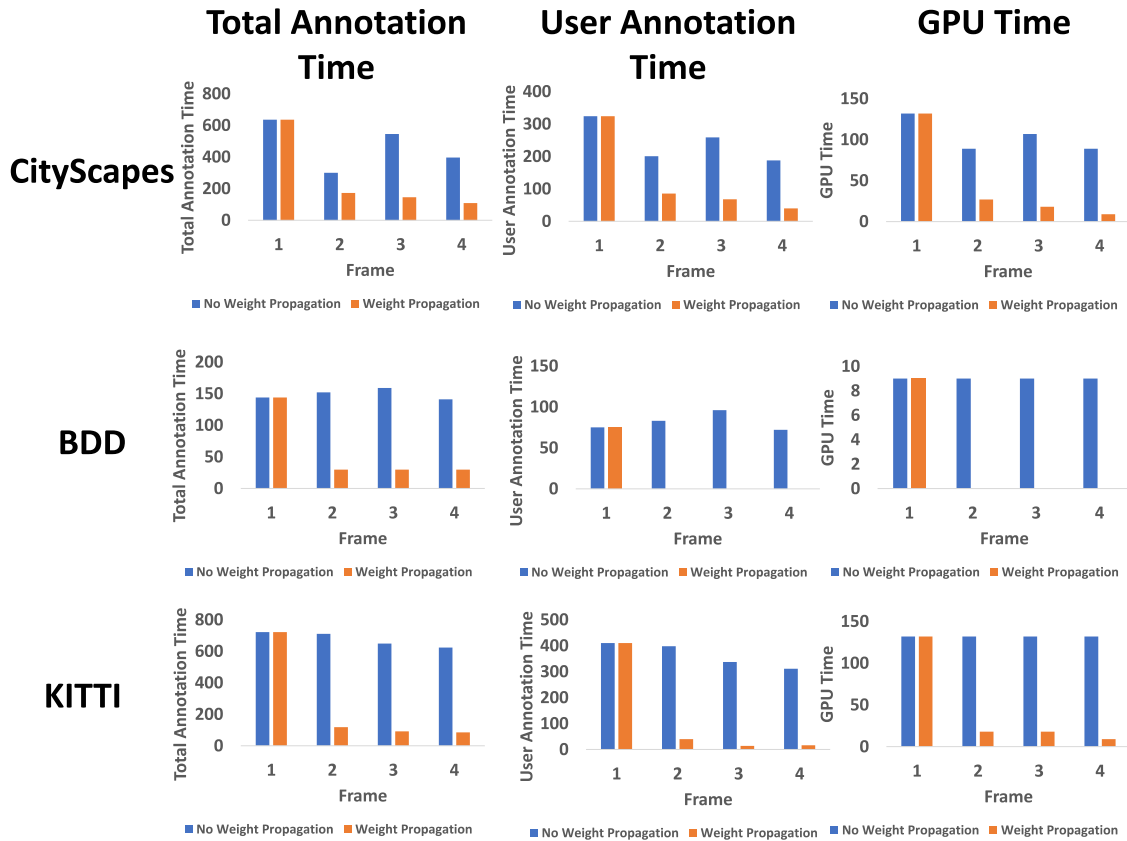 Total Annotation
Time
User Annotation
Time
GPU Time
CityScapes
Total Annotation Time
800
600
400
200
0
1 2 3 4
Frame
No Weight Propagation Weight Propagation
User Annotation Time
400
300
200
100
0
1 2 3 4
Frame
No Weight Propagation Weight Propagation
GPU Time
150
100
50
0
1 2 3 4
Frame
No Weight Propagation Weight Propagation
BDD
Total Annotation Time
200
150
100
50
0
1 2 3 4
Frame
No Weight Propagation Weight Propagation
User Annotation Time
150
100
50
0
1 2 3 4
Frame
No Weight Propagation Weight Propagation
GPU Time
10
8
6
4
2
0
1 2 3 4
Frame
No Weight Propagation Weight Propagation
KITTI
Total Annotation Time
800
600
400
200
0
1 2 3 4
Frame
No Weight Propagation Weight Propagation
User Annotation Time
500
400
300
200
100
0
1 2 3 4
Frame
No Weight Propagation Weight Propagation
GPU Time
150
100
50
0
1 2 3 4
Frame
No Weight Propagation Weight Propagation